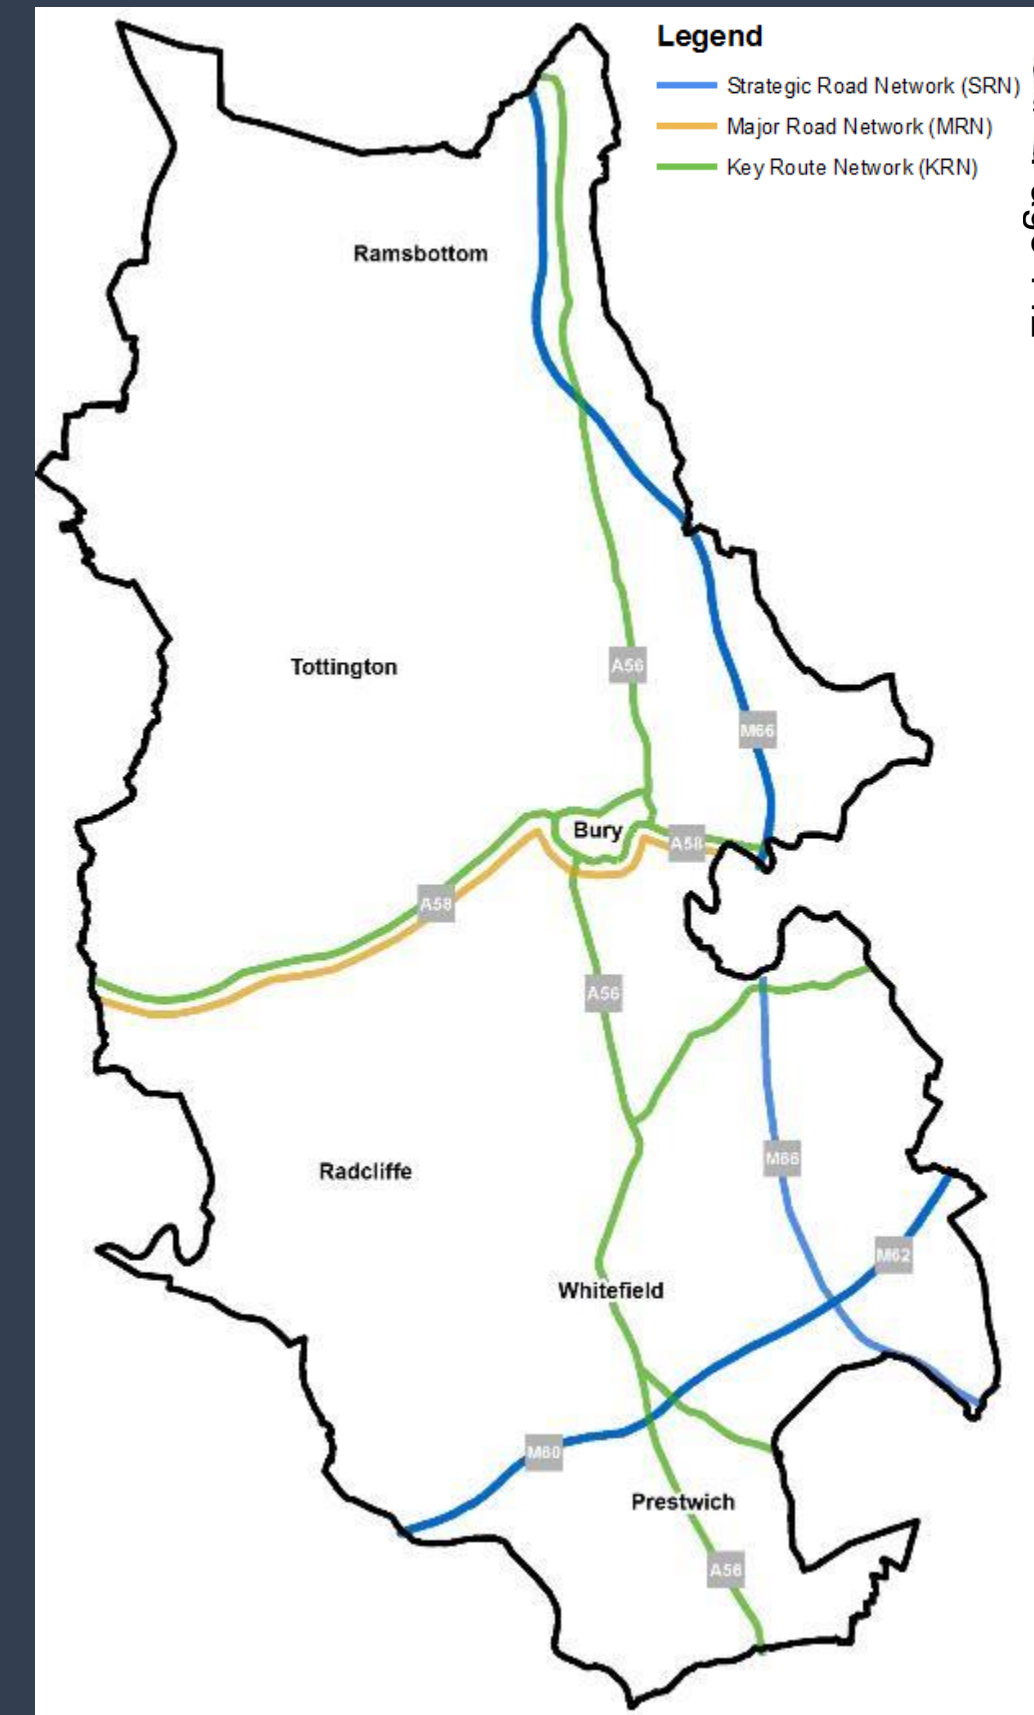 Legend
Strategic Road Network (SRN)
Major Road Network (MRN)
Key Route Network (KRN)
Ramsbottom
Tottington
A56
M66
Bury
A58
A58
A56
M66
Radcliffe
M62
Whitefield
M60
Prestwich
A56